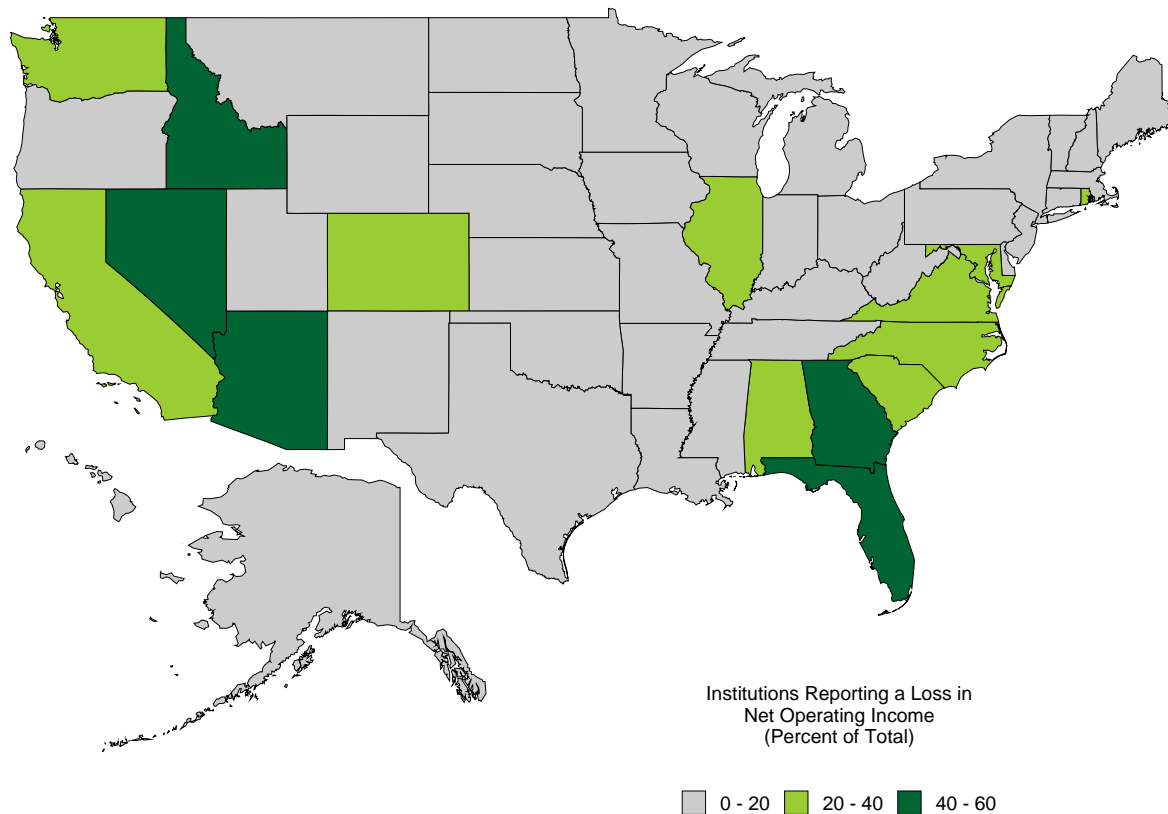 Institutions Reporting a Loss in
Net Operating Income
(Percent of Total)
0 - 20 20 - 40 40 - 60